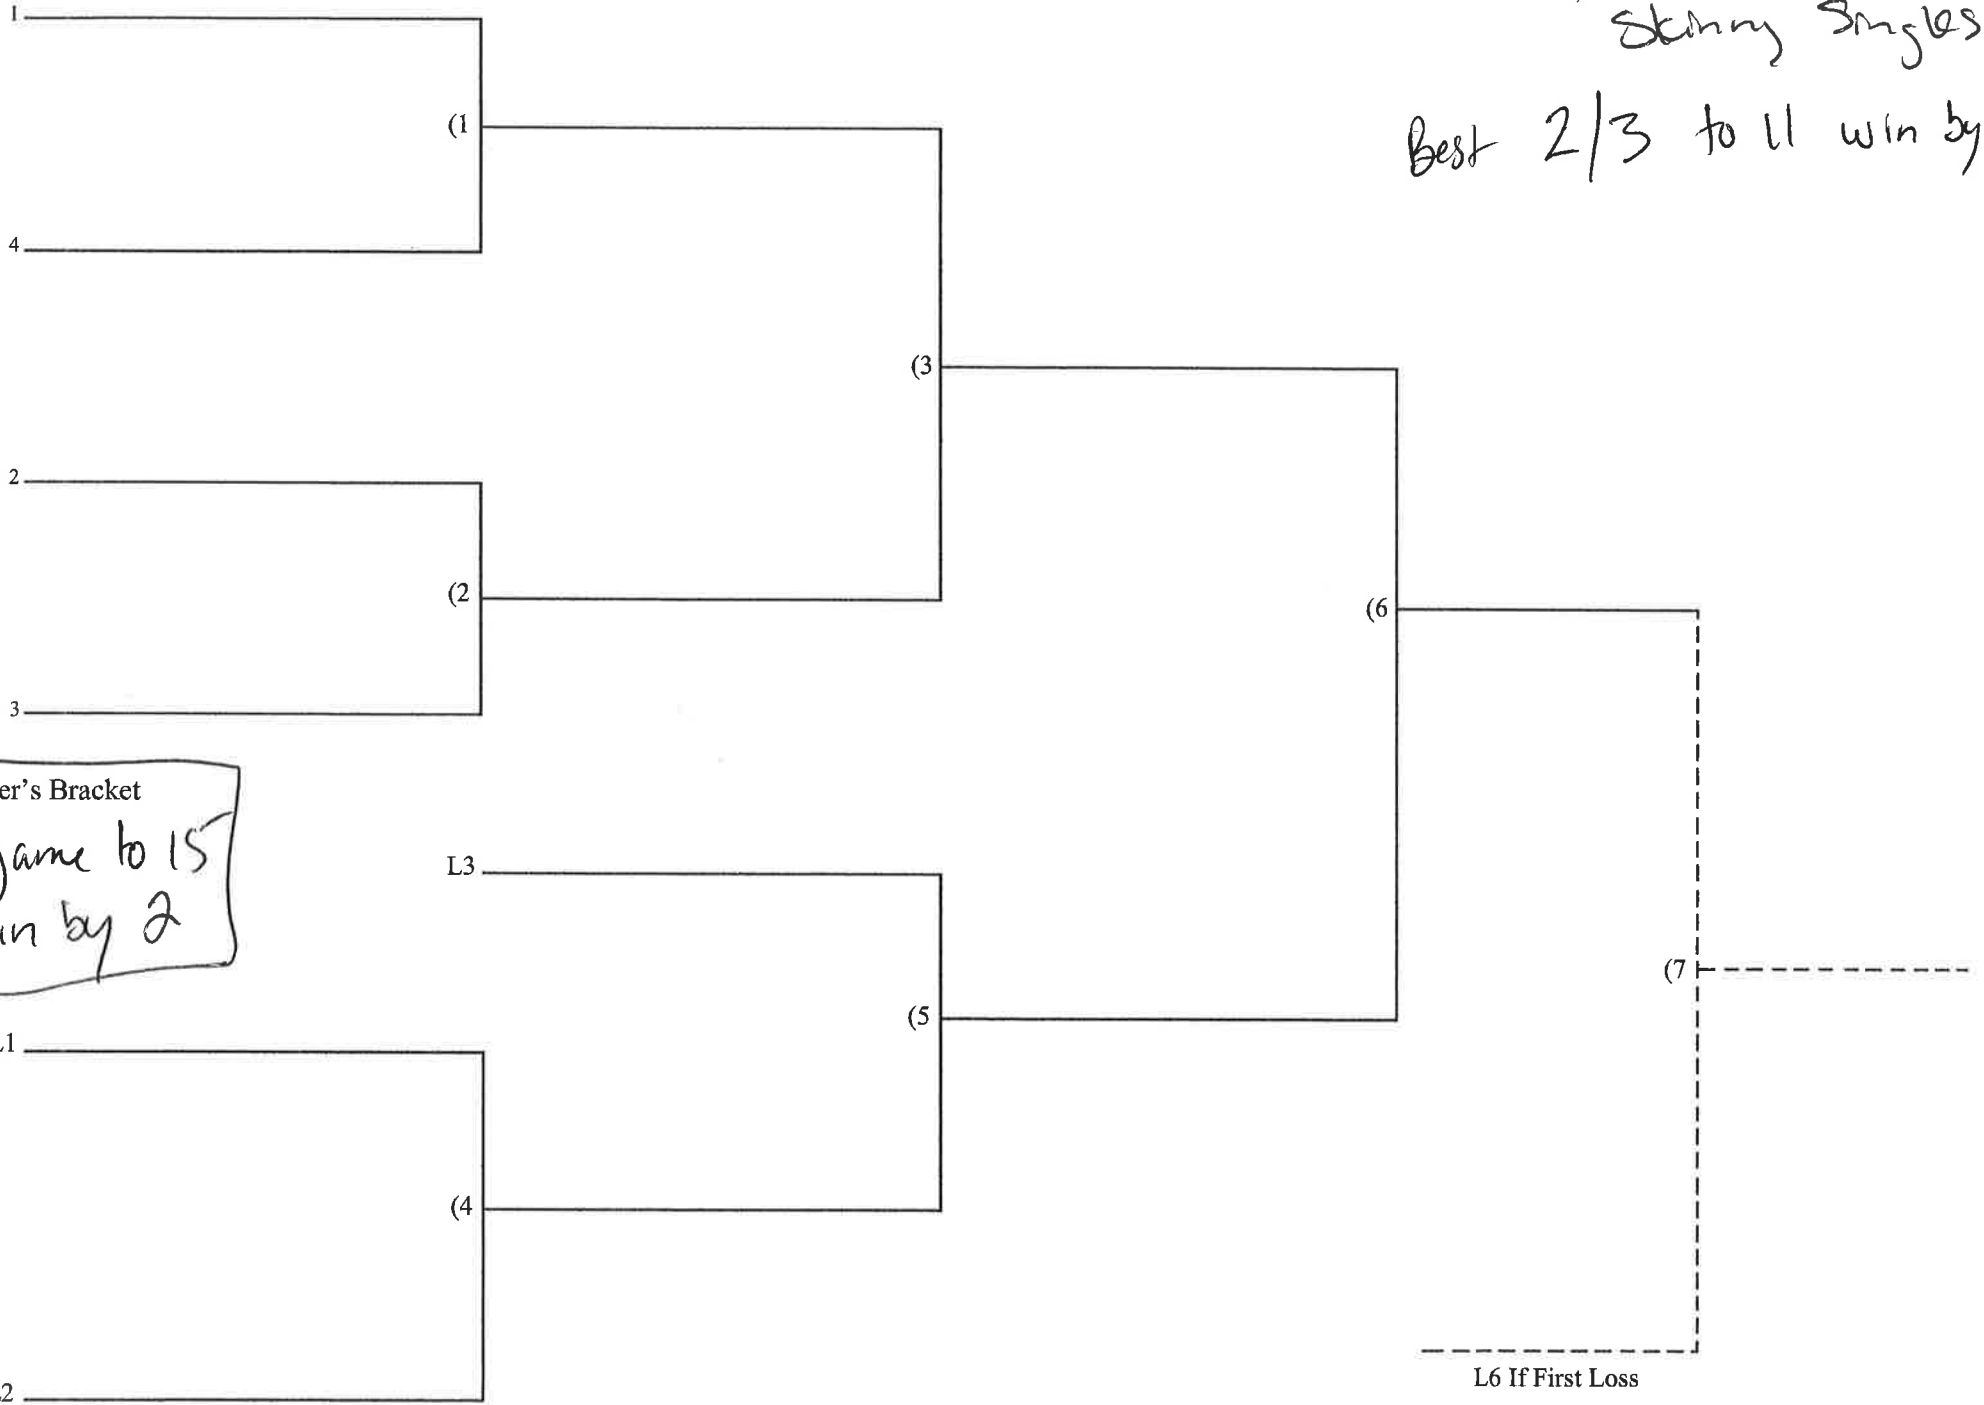 1
Skinny Singles
(1
Best 2/3 to 11 win by
4
(3
2
(2
(6
3
er's Bracket
game to 15
in by 2
L3
(7
(5
1
(4
L6 If First Loss
2